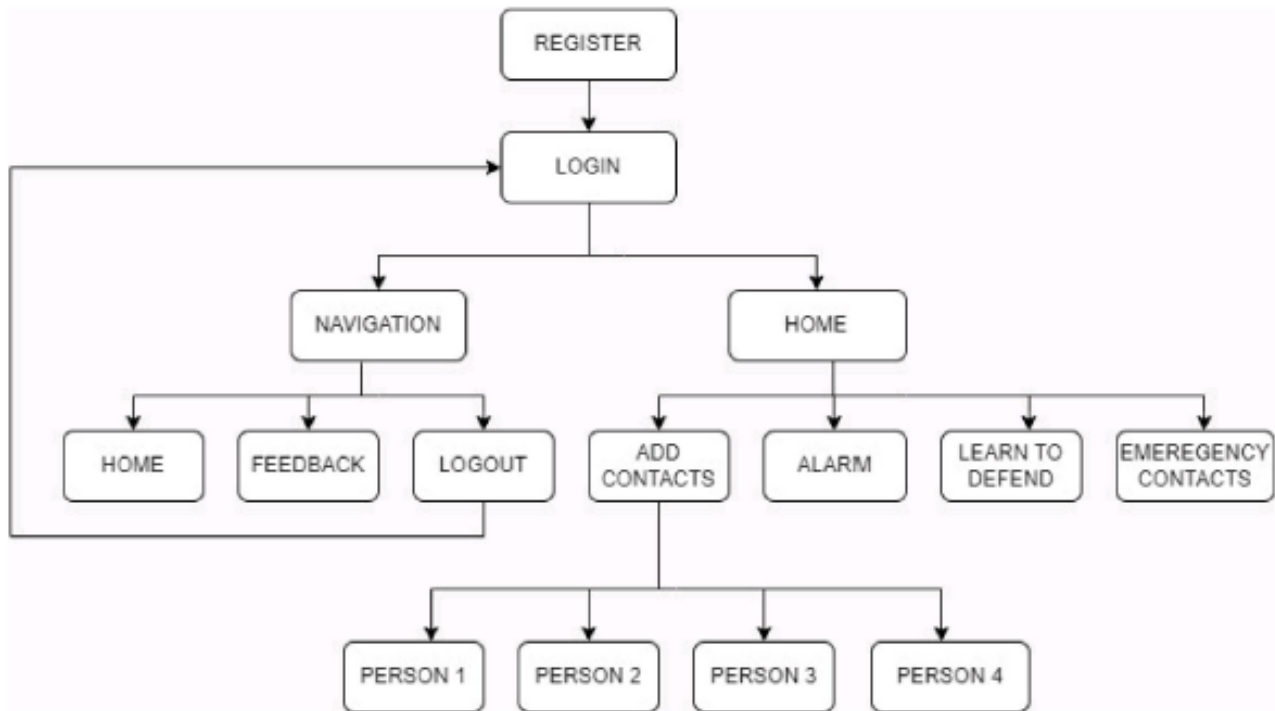 REGISTER
LOGIN
NAVIGATION
HOME
HOME
FEEDBACK
LOGOUT
ADD
CONTACTS
ALARM
LEARN TO
DEFEND
EMEREGENCY
CONTACTS
PERSON 1
PERSON 2
PERSON 3
PERSON 4